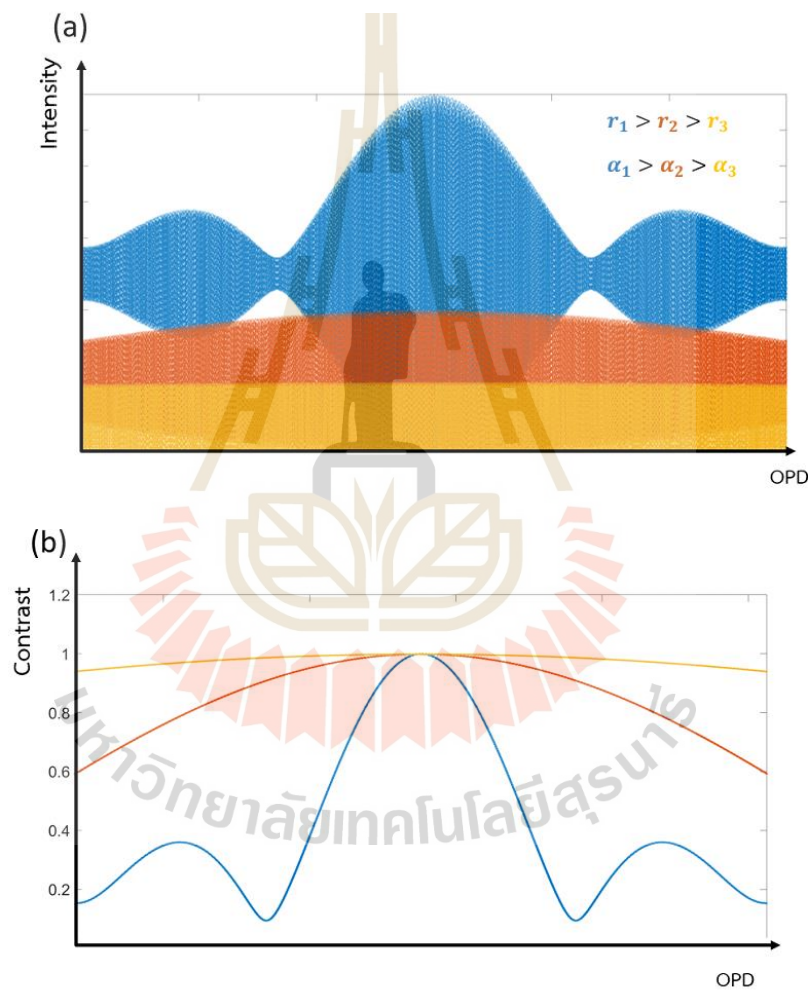 (a)
Intensity
r₁ > r₂ > r₃
α₁ > α₂ > α₃
OPD
(b)
Contrast
1.2
1
0.8
0.6
0.4
0.2
OPD
มหาวิทยาลัยเทคโนโลยีสุรนารี